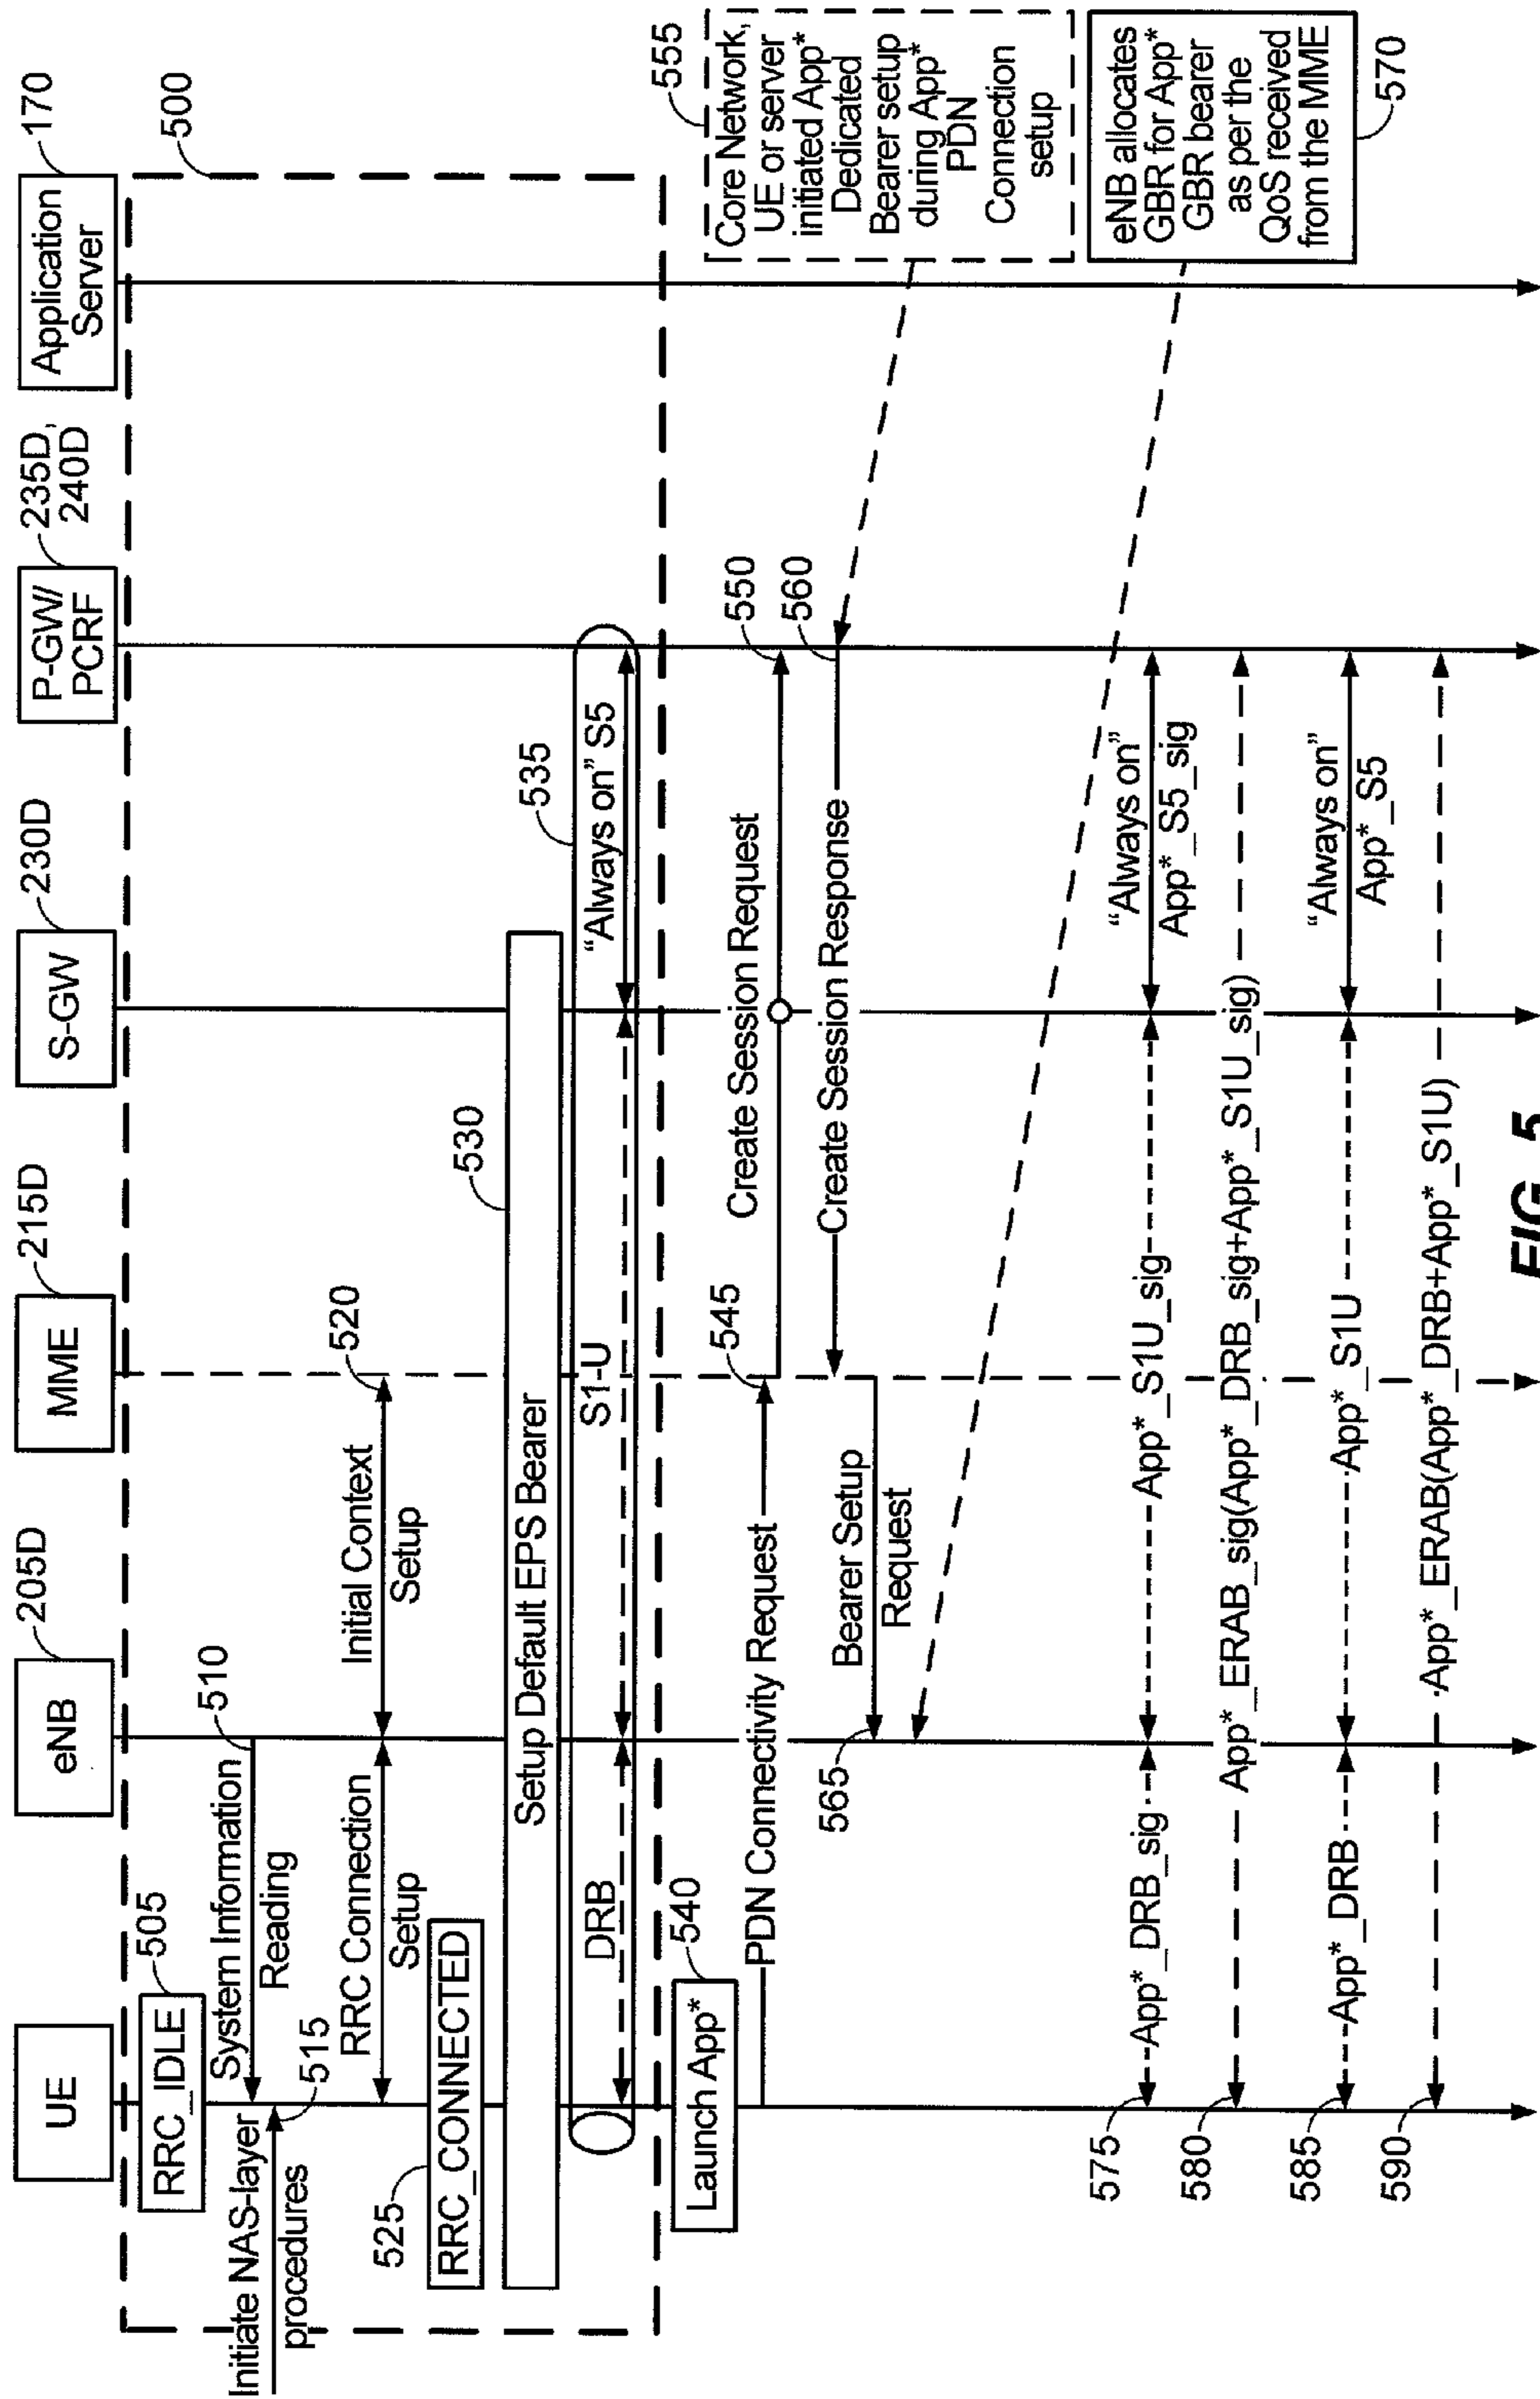 UE
eNB
205D
MME
215D
S-GW
230D
P-GW/
PCRF
235D,
240D
Application
Server
170
500
RRC_IDLE
505
System Information
Reading
510
Initiate NAS-layer
procedures
515
RRC Connection
Setup
Initial Context
Setup
520
525
RRC_CONNECTED
Setup Default EPS Bearer
530
535
DRB
S1-U
“Always on” S5
Launch App*
540
PDN Connectivity Request
545
Create Session Request
550
Create Session Response
560
555
Core Network,
UE or server
initiated App*
Dedicated
Bearer setup
during App*
PDN
Connection
setup
Bearer Setup
Request
565
eNB allocates
GBR for App*
GBR bearer
as per the
QoS received
from the MME
570
575
App*_DRB_sig
App*_S1U_sig
“Always on”
App*_S5_sig
580
App*_ERAB_sig(App*_DRB_sig+App*_S1U_sig)
585
App*_DRB
App*_S1U
“Always on”
App*_S5
590
App*_ERAB(App*_DRB+App*_S1U)
FIG. 5